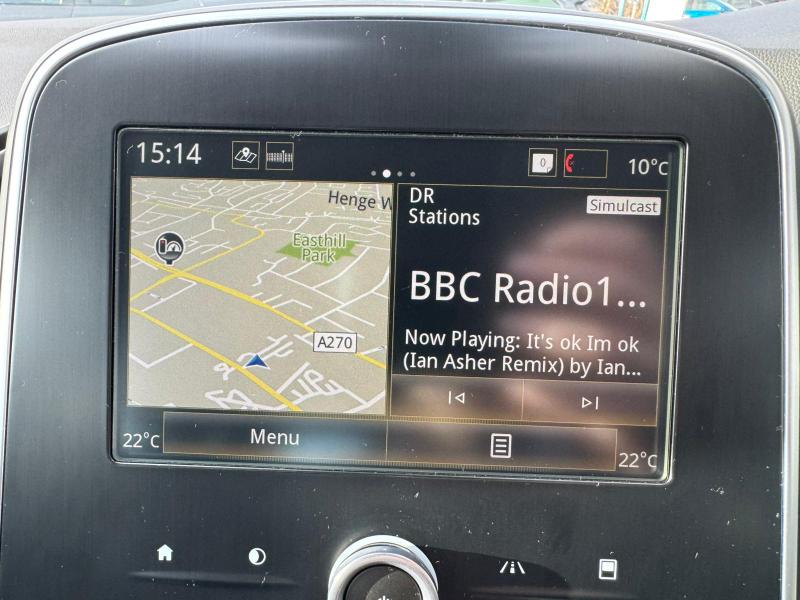 15:14
0
10°C
Henge W
Easthill
Park
A270
DR
Stations
Simulcast
BBC Radio1...
Now Playing: It's ok Im ok
(Ian Asher Remix) by Ian...
22°C
Menu
22°C